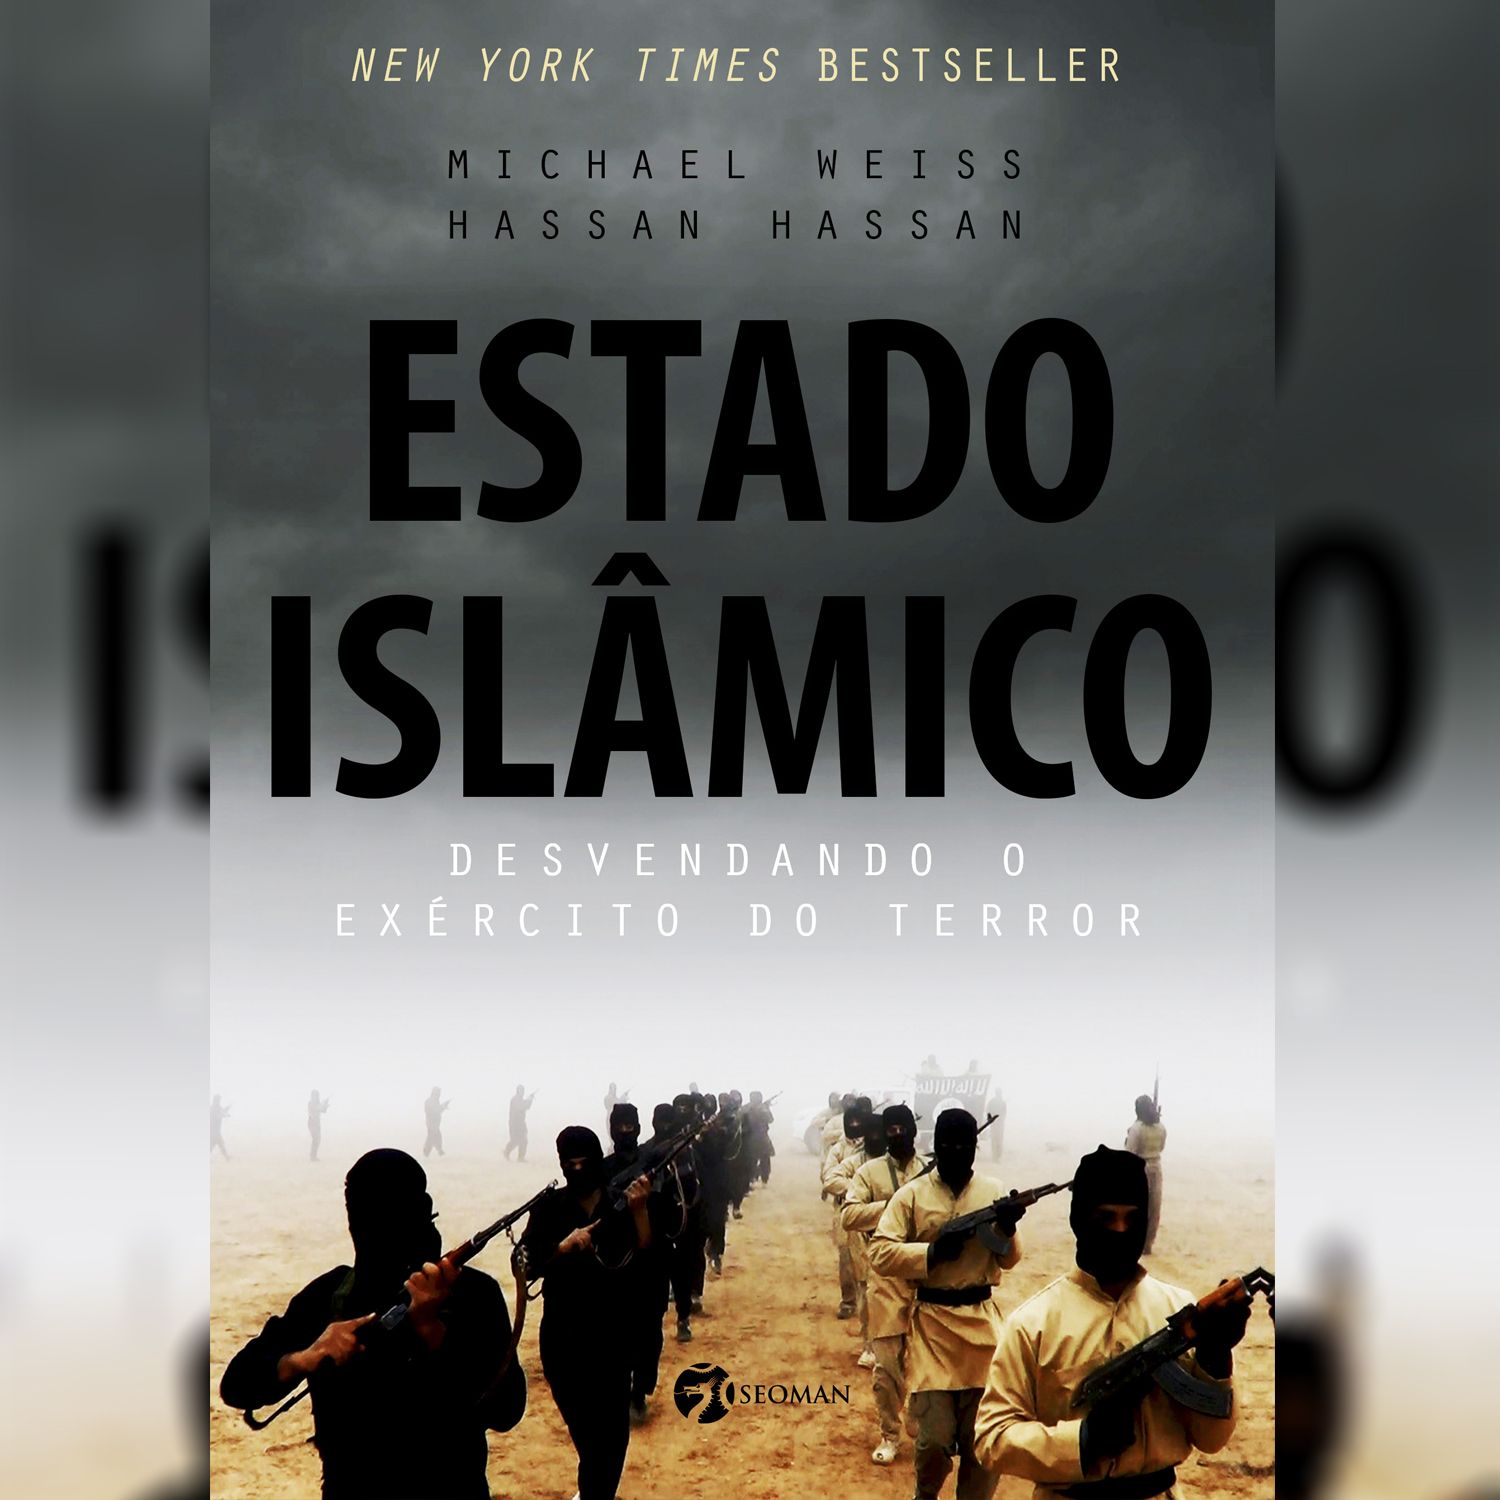 NEW YORK TIMES BESTSELLER
MICHAEL WEISS
HASSAN HASSAN
ESTADO
ISLÂMICO
DESVENDANDO O
EXÉRCITO DO TERROR
SEOMAN